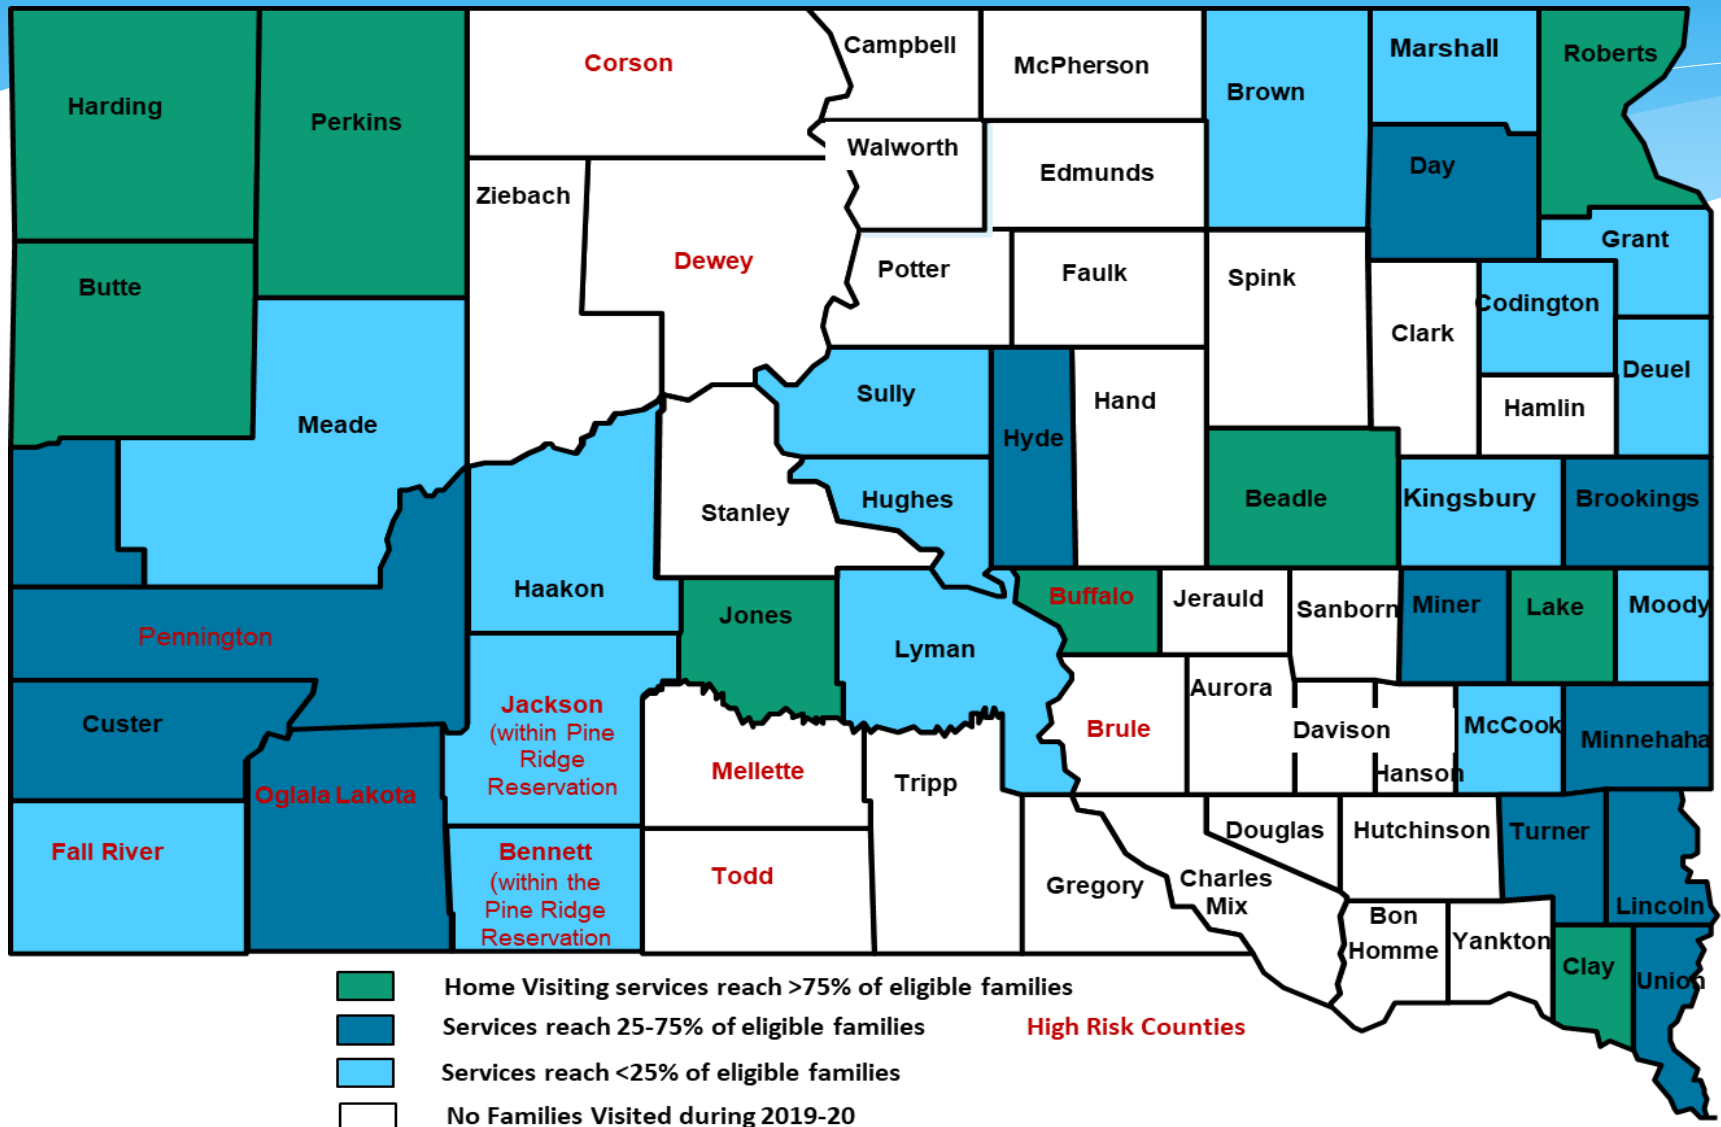 Corson
Campbell
McPherson
Brown
Marshall
Roberts
Harding
Perkins
Walworth
Edmunds
Day
Ziebach
Dewey
Potter
Faulk
Spink
Grant
Butte
Codington
Clark
Deuel
Meade
Sully
Hand
Hamlin
Hyde
Stanley
Hughes
Beadle
Kingsbury
Brookings
Haakon
Jones
Buffalo
Jerauld
Sanborn
Miner
Lake
Moody
Pennington
Lyman
Custer
Jackson
(within Pine
Ridge
Reservation
Aurora
Brule
Davison
McCook
Minnehaha
Mellette
Tripp
Hanson
Oglala Lakota
Fall River
Bennett
(within the
Pine Ridge
Reservation
Todd
Gregory
Charles
Mix
Douglas
Hutchinson
Turner
Lincoln
Bon
Homme
Yankton
Clay
Union
Home Visiting services reach >75% of eligible families
Services reach 25-75% of eligible families
High Risk Counties
Services reach <25% of eligible families
No Families Visited during 2019-20